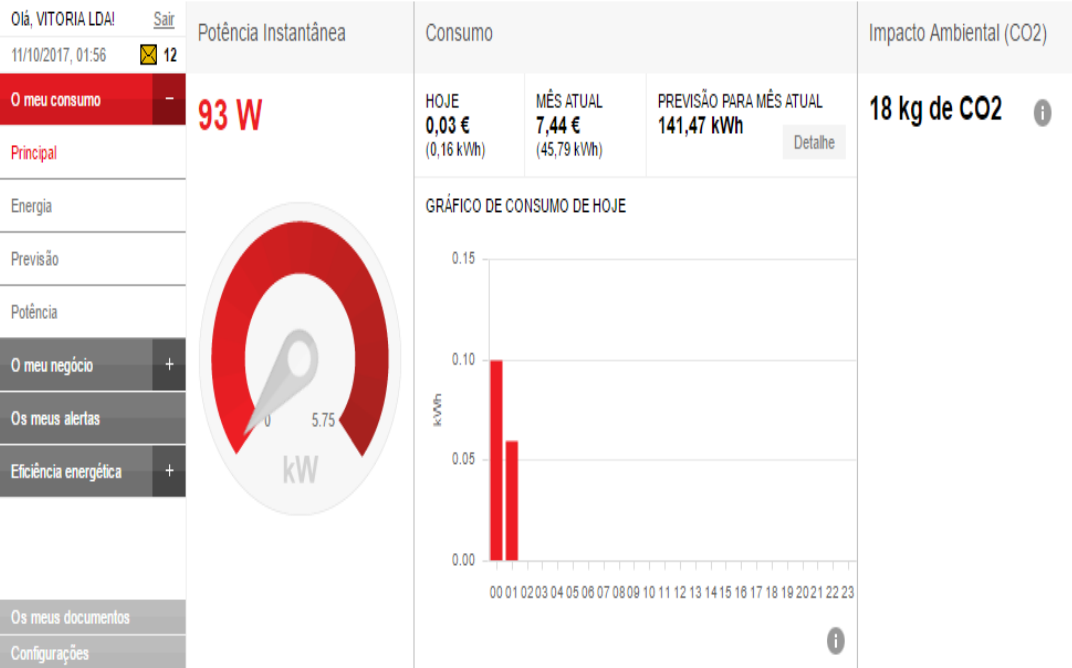 Olá, VITORIA LDA! Sair
11/10/2017, 01:56 12
O meu consumo −
Principal
Energia
Previsão
Potência
O meu negócio +
Os meus alertas
Eficiência energética +
Os meus documentos
Configurações
Potência Instantânea
93 W
0 5.75
kW
Consumo
HOJE
0,03 €
(0,16 kWh)
MÊS ATUAL
7,44 €
(45,79 kWh)
PREVISÃO PARA MÊS ATUAL
141,47 kWh
Detalhe
GRÁFICO DE CONSUMO DE HOJE
0.15
0.10
0.05
0.00
kWh
00 01 02 03 04 05 06 07 08 09 10 11 12 13 14 15 16 17 18 19 20 21 22 23
i
Impacto Ambiental (CO2)
18 kg de CO2 i